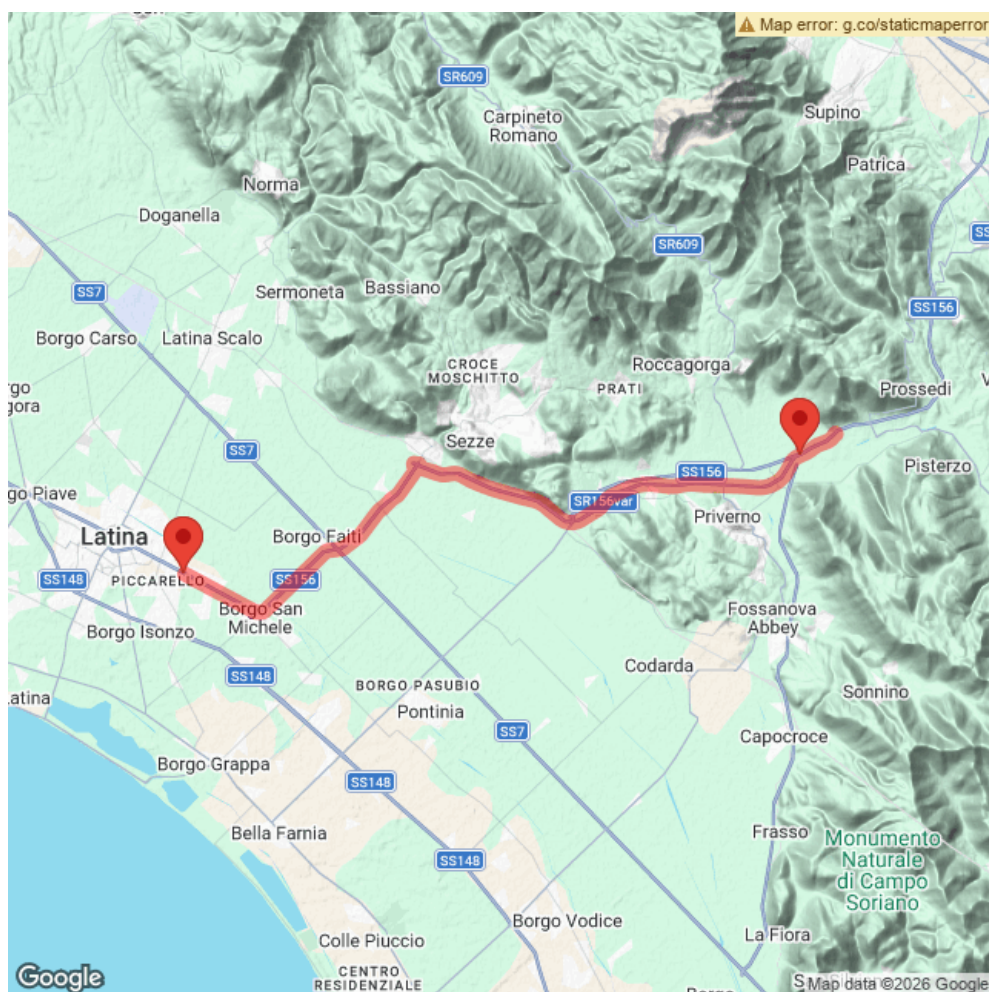 Map error: g.co/staticmaperror
SR609
Carpineto
Romano
Supino
Patrica
Norma
Doganella
SR609
Bassiano
Sermoneta
SS7
SS156
Borgo Carso
Latina Scalo
CROCE
MOSCHITTO
Roccagorga
PRATI
Prossedi
Sezze
SS7
SS156
Pisterzo
go Piave
SR156var
Priverno
Latina
Borgo Faiti
SS148
PICCARELLO
SS156
Borgo San
Michele
Fossanova
Abbey
Borgo Isonzo
Codarda
SS148
BORGO PASUBIO
Sonnino
Pontinia
SS7
Capocroce
Borgo Grappa
SS148
Bella Farnia
Frasso
Monumento
Naturale
di Campo
Soriano
SS148
Borgo Vodice
La Fiora
Colle Piuccio
CENTRO
RESIDENZIALE
Google
Map data ©2026 Google